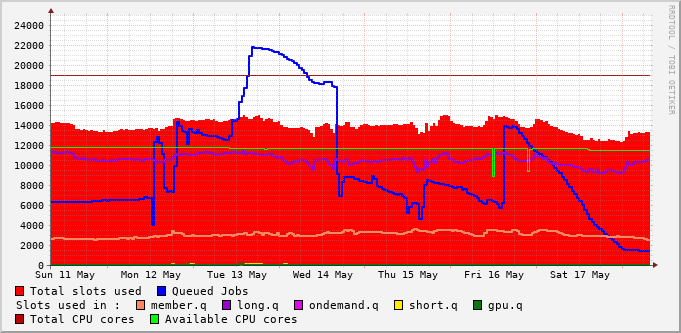 24000
22000
20000
18000
16000
14000
12000
10000
8000
6000
4000
2000
0
Sun 11 May Mon 12 May Tue 13 May Wed 14 May Thu 15 May Fri 16 May Sat 17 May
Total slots used Queued Jobs
Slots used in : member.q long.q ondemand.q short.q gpu.q
Total CPU cores Available CPU cores
RRDTOOL / TOBI OETIKER